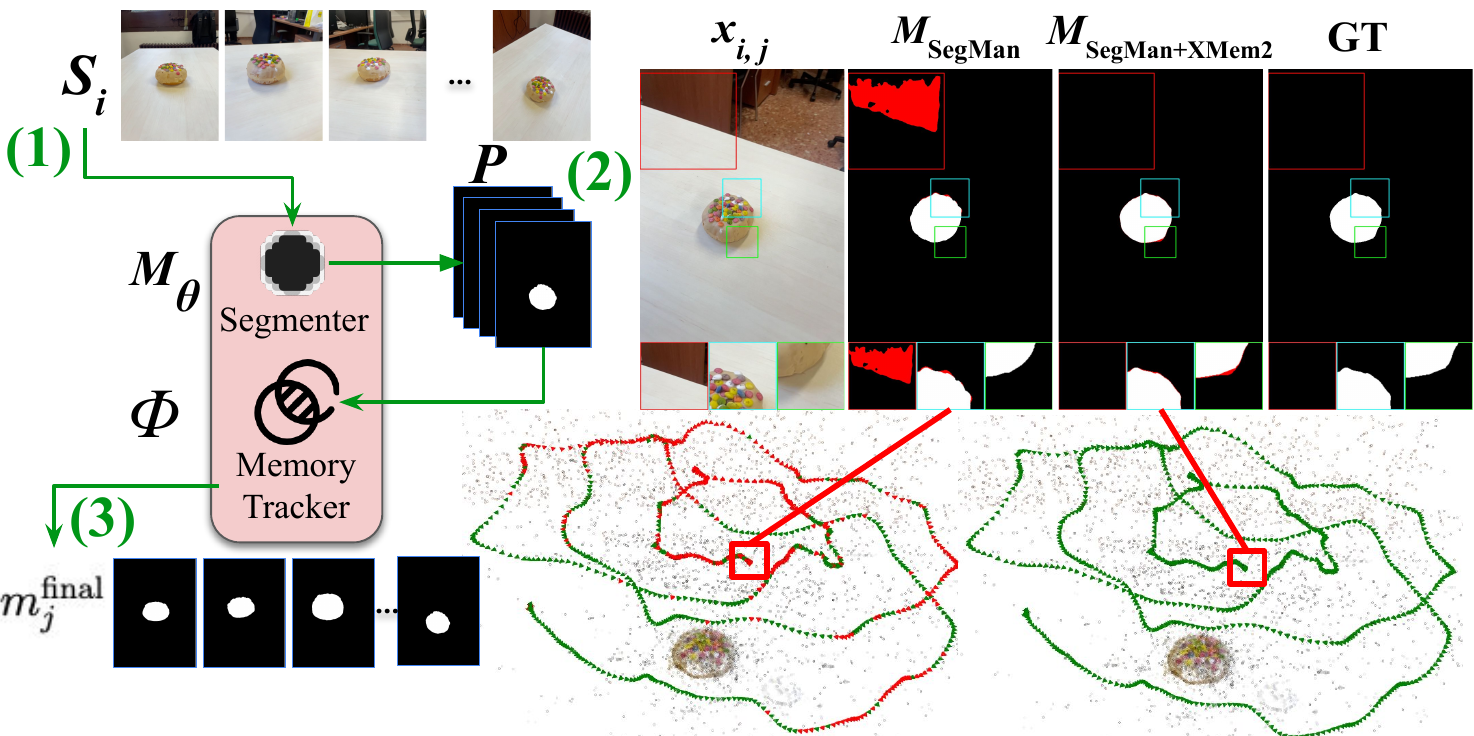 S_i
...
(1)
P
(2)
M_θ
Segmenter
Φ
Memory
Tracker
(3)
m_j^final
...
x_{i,j}
M_SegMan
M_SegMan+XMem2
GT